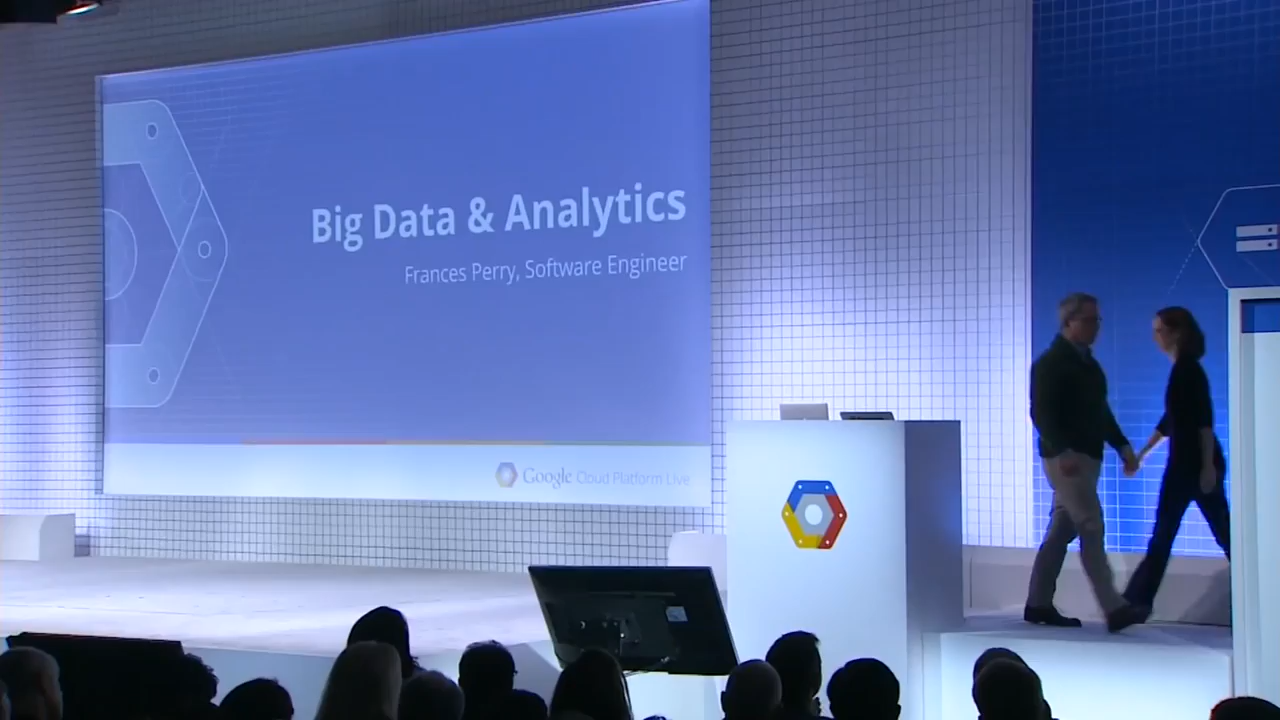 Big Data & Analytics
Frances Perry, Software Engineer
Google Cloud Platform Live